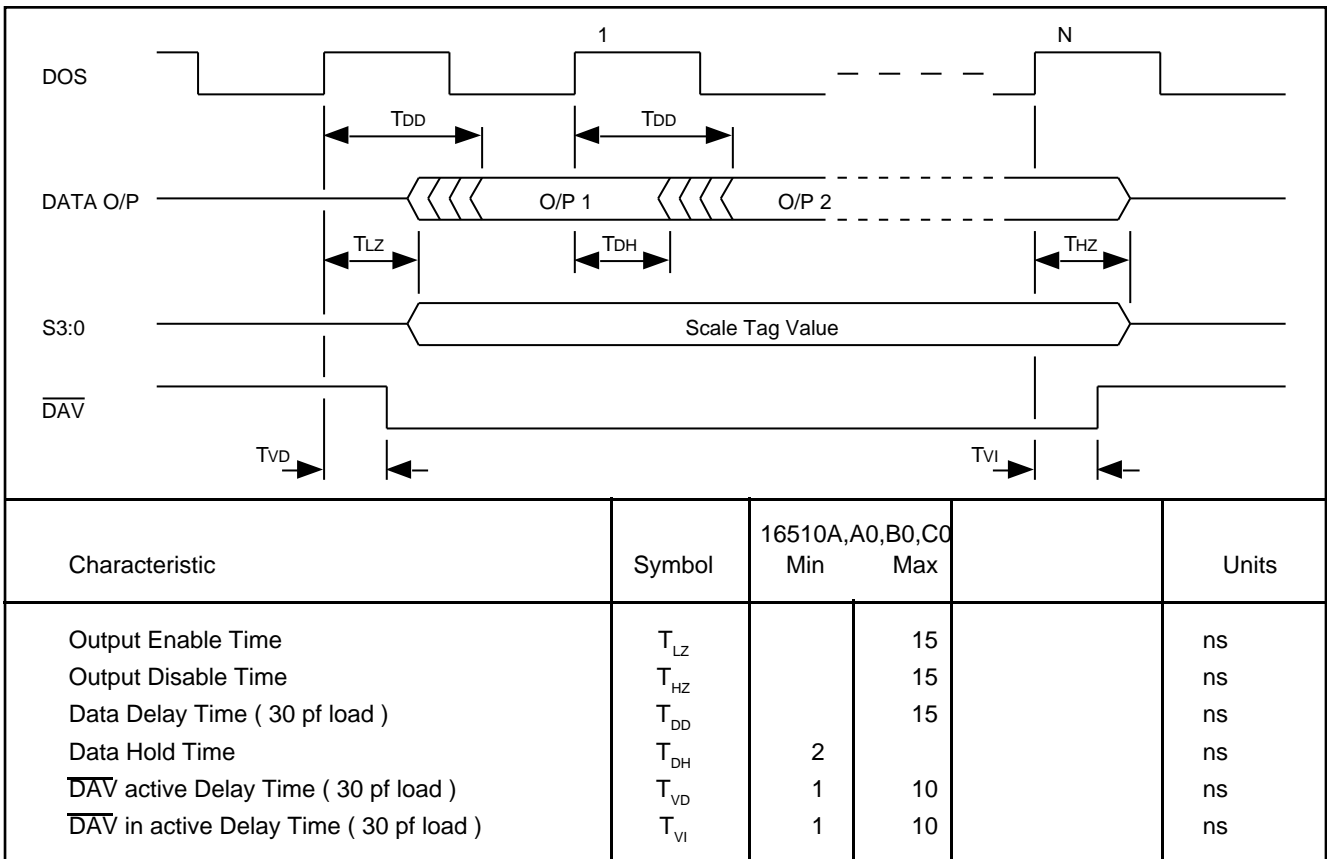 1 N
DOS
TDD TDD
DATA O/P O/P 1 O/P 2
TLZ TDH THZ
S3:0 Scale Tag Value
DAV
TVD TVI
16510A,A0,B0,C0
Characteristic Symbol Min Max Units
Output Enable Time TLZ 15 ns
Output Disable Time THZ 15 ns
Data Delay Time ( 30 pf load ) TDD 15 ns
Data Hold Time TDH 2 ns
DAV active Delay Time ( 30 pf load ) TVD 1 10 ns
DAV in active Delay Time ( 30 pf load ) TVI 1 10 ns